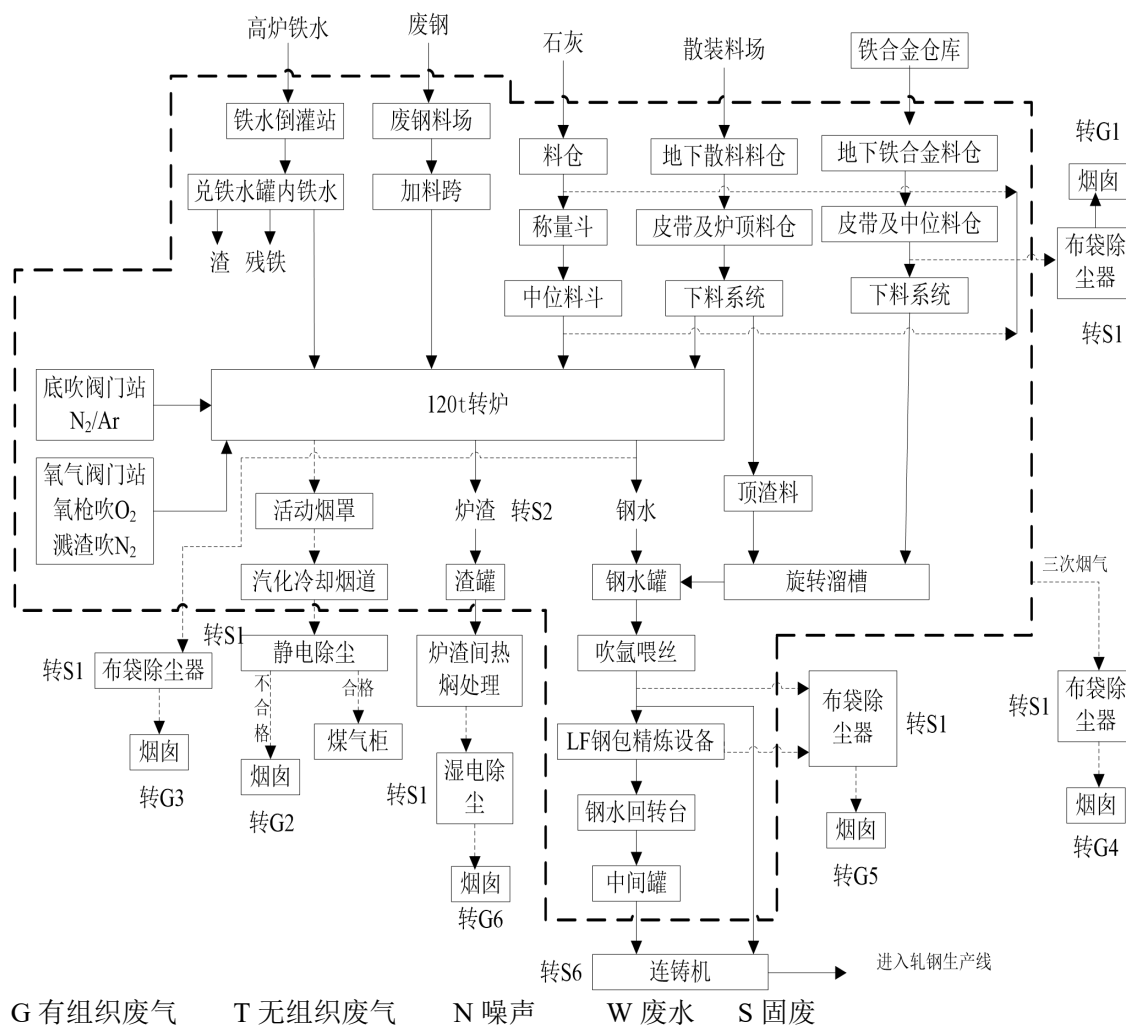 高炉铁水
废钢
石灰
散装料场
铁合金仓库
铁水倒灌站
废钢料场
料仓
地下散料料仓
地下铁合金料仓
转G1
烟囱
兑铁水罐内铁水
加料跨
称量斗
皮带及炉顶料仓
皮带及中位料仓
布袋除
尘器
渣
残铁
中位料斗
下料系统
下料系统
转S1
底吹阀门站
N₂/Ar
120t转炉
氧气阀门站
氧枪吹O₂
溅渣吹N₂
活动烟罩
炉渣
转S2
钢水
顶渣料
汽化冷却烟道
渣罐
钢水罐
旋转溜槽
三次烟气
转S1
静电除尘
炉渣间热
焖处理
吹氩喂丝
转S1
布袋除尘器
不
合
格
合格
布袋除
尘器
转S1
转S1
布袋除
尘器
烟囱
煤气柜
LF钢包精炼设备
转G3
烟囱
转S1
湿电除
尘
钢水回转台
烟囱
烟囱
转G2
转G5
转G4
烟囱
中间罐
转G6
转S6
连铸机
进入轧钢生产线
G 有组织废气 T 无组织废气 N 噪声 W 废水 S 固废